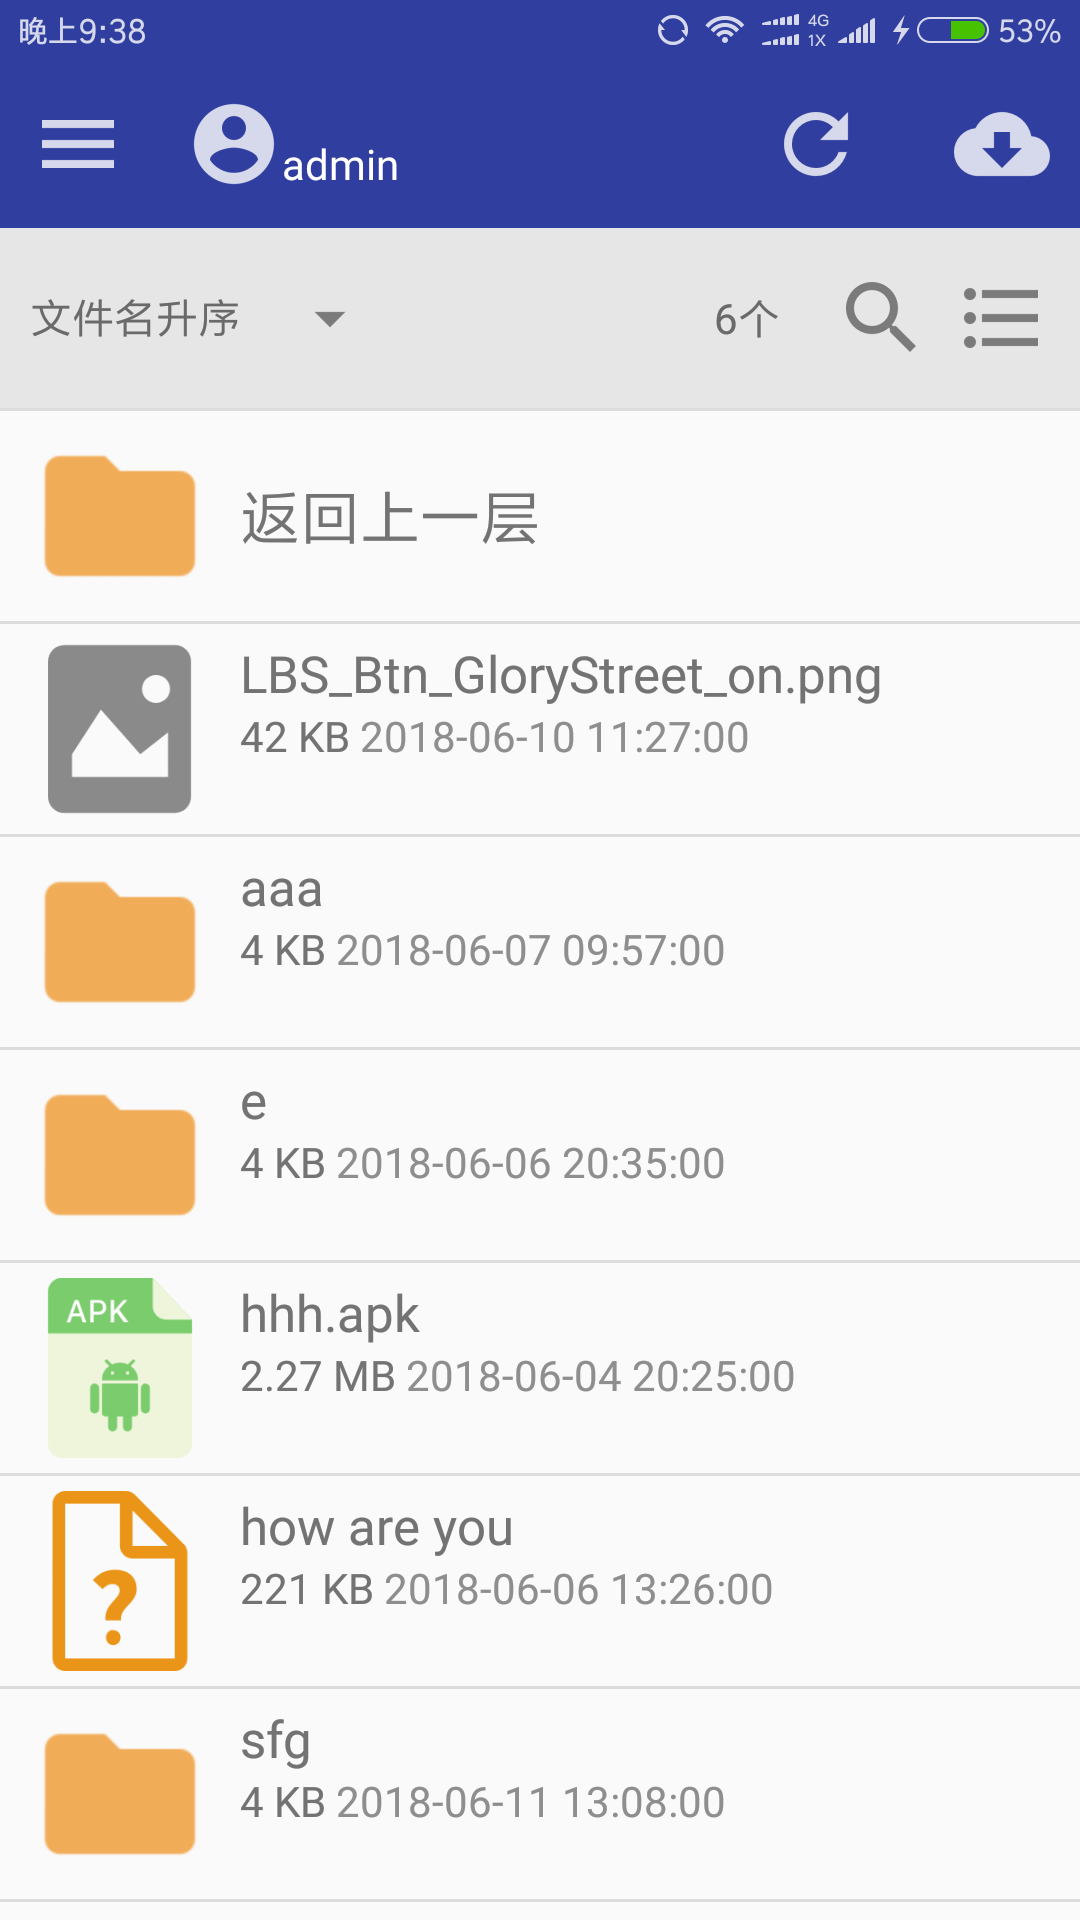 晚上9:38
4G
1X
53%
admin
文件名升序
6个
返回上一层
LBS_Btn_GloryStreet_on.png
42 KB 2018-06-10 11:27:00
aaa
4 KB 2018-06-07 09:57:00
e
4 KB 2018-06-06 20:35:00
APK
hhh.apk
2.27 MB 2018-06-04 20:25:00
how are you
?
221 KB 2018-06-06 13:26:00
sfg
4 KB 2018-06-11 13:08:00